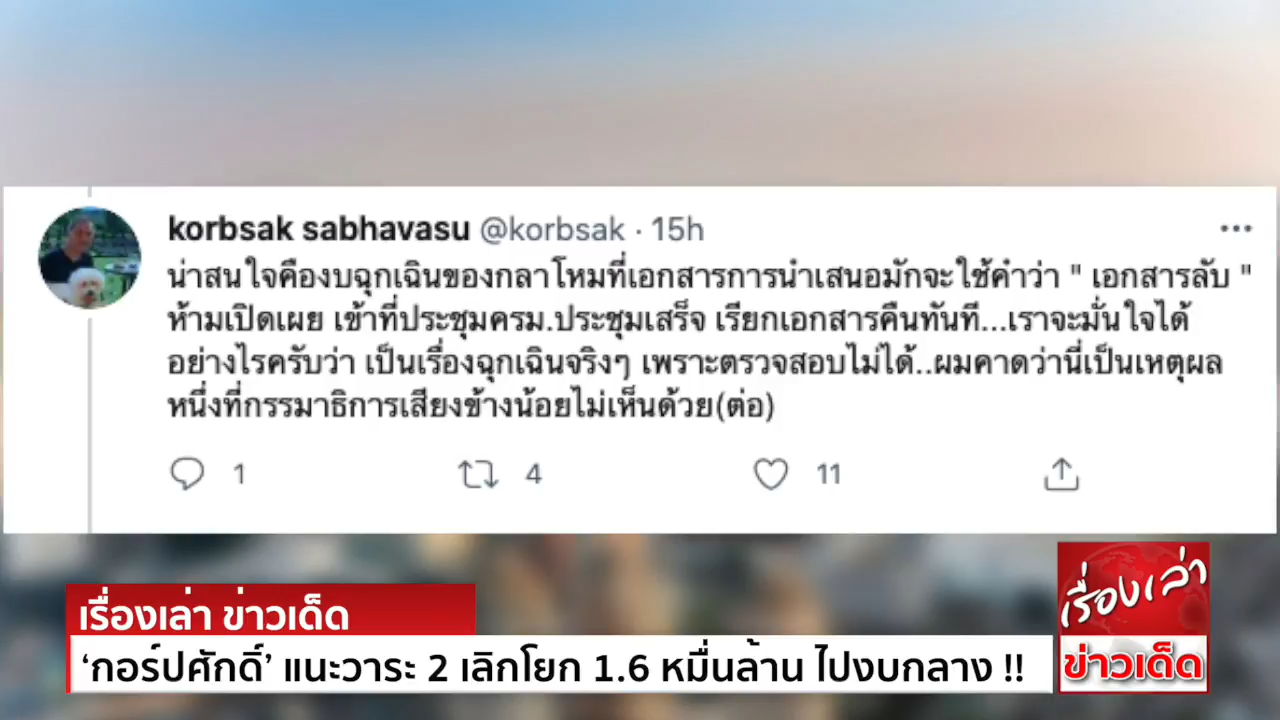 korbsak sabhavasu @korbsak · 15h ...
น่าสนใจคืองบฉุกเฉินของกลาโหมที่เอกสารการนำเสนอมักจะใช้คำว่า " เอกสารลับ "
ห้ามเปิดเผย เข้าที่ประชุมครม.ประชุมเสร็จ เรียกเอกสารคืนทันที...เราจะมั่นใจได้
อย่างไรครับว่า เป็นเรื่องฉุกเฉินจริงๆ เพราะตรวจสอบไม่ได้..ผมคาดว่านี่เป็นเหตุผล
หนึ่งที่กรรมาธิการเสียงข้างน้อยไม่เห็นด้วย(ต่อ)
1 4 11
เรื่องเล่า ข่าวเด็ด
‘กอร์ปศักดิ์’ แนะวาระ 2 เลิกโยก 1.6 หมื่นล้าน ไปงบกลาง !!
เรื่องเล่า
ข่าวเด็ด